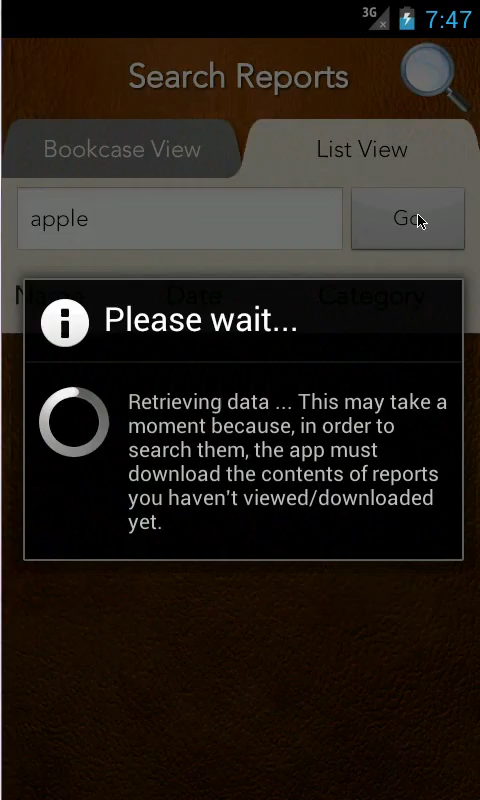 3G 7:47
Search Reports
Bookcase View List View
apple Go
Name Date Category
Please wait...
Retrieving data ... This may take a
moment because, in order to
search them, the app must
download the contents of reports
you haven't viewed/downloaded
yet.